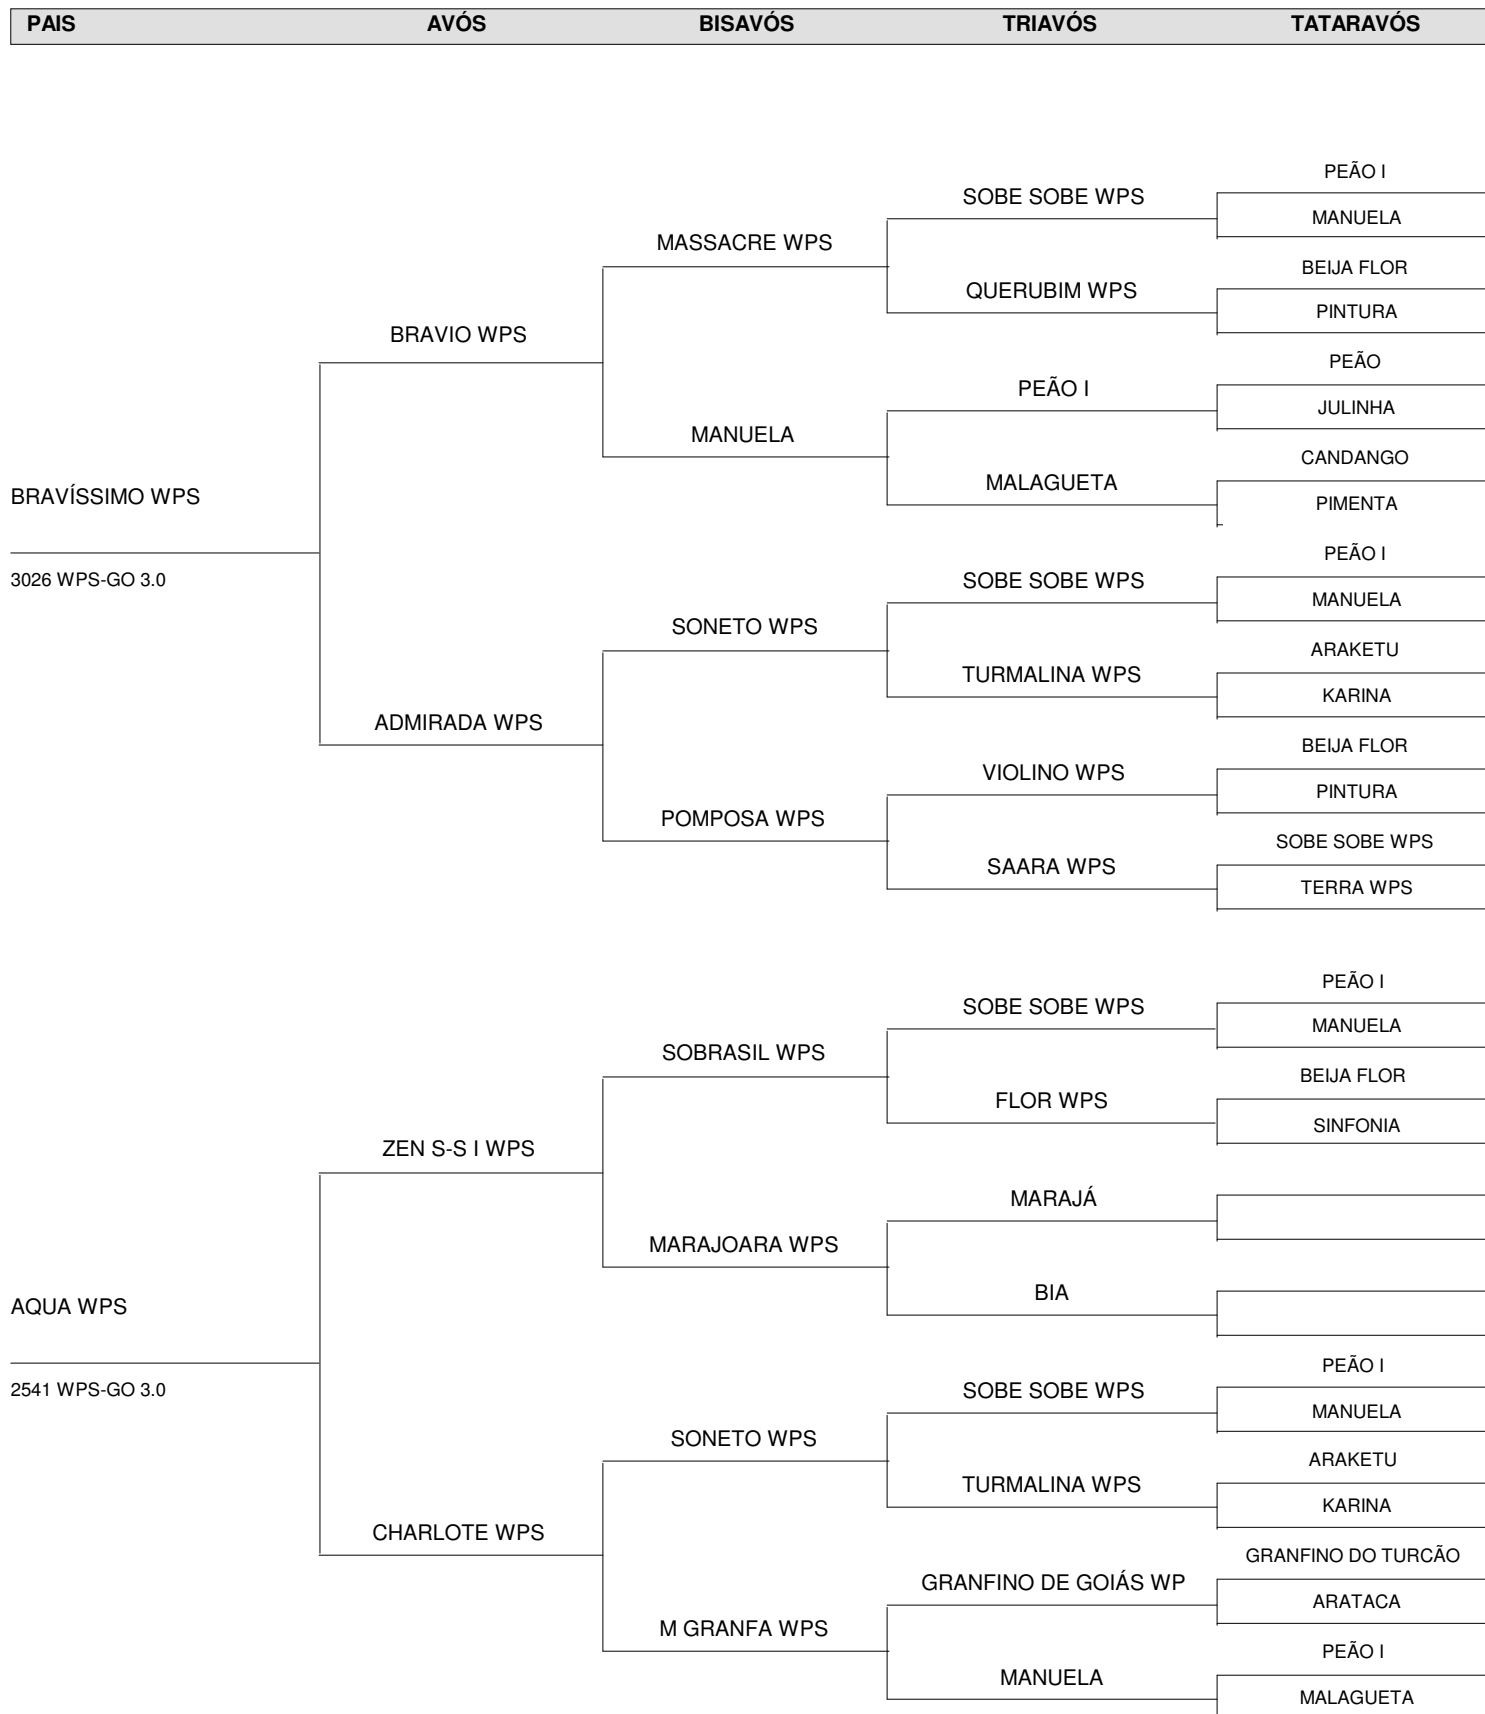 PAIS AVÓS BISAVÓS TRIAVÓS TATARAVÓS
PEÃO I
SOBE SOBE WPS
MANUELA
MASSACRE WPS
BEIJA FLOR
QUERUBIM WPS
PINTURA
BRAVIO WPS
PEÃO
PEÃO I
JULINHA
MANUELA
CANDANGO
MALAGUETA
BRAVÍSSIMO WPS
PIMENTA
PEÃO I
3026 WPS-GO 3.0
SOBE SOBE WPS
MANUELA
SONETO WPS
ARAKETU
TURMALINA WPS
KARINA
ADMIRADA WPS
BEIJA FLOR
VIOLINO WPS
PINTURA
POMPOSA WPS
SOBE SOBE WPS
SAARA WPS
TERRA WPS
PEÃO I
SOBE SOBE WPS
MANUELA
SOBRASIL WPS
BEIJA FLOR
FLOR WPS
SINFONIA
ZEN S-S I WPS
MARAJÁ
MARAJOARA WPS
BIA
AQUA WPS
PEÃO I
2541 WPS-GO 3.0
SOBE SOBE WPS
MANUELA
SONETO WPS
ARAKETU
TURMALINA WPS
KARINA
CHARLOTE WPS
GRANFINO DO TURCÃO
GRANFINO DE GOIÁS WP
ARATACA
M GRANFA WPS
PEÃO I
MANUELA
MALAGUETA